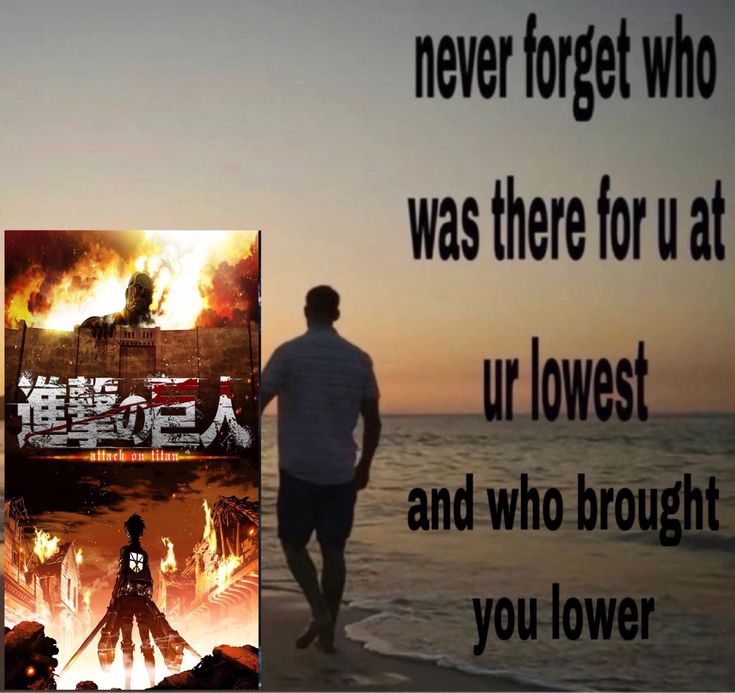 never forget who
was there for u at
ur lowest
and who brought
you lower
進撃の巨人
attack on titan